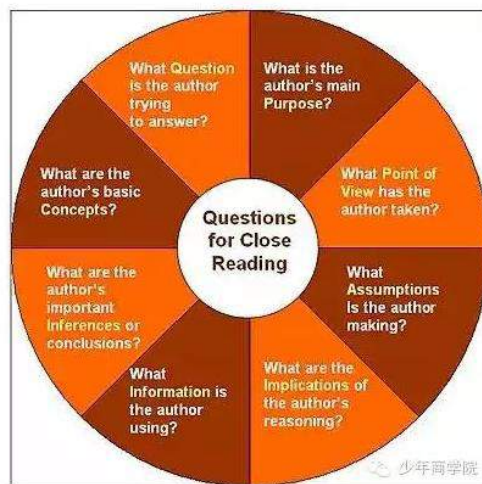 What Question
Is the author
trying
to answer?
What is the
author's main
Purpose?
What Point of
View has the
author taken?
What
Assumptions
Is the author
making?
What are the
Implications of
the author's
reasoning?
What
Information is
the author
using?
What are the
author's
important
Inferences or
conclusions?
What are the
author's basic
Concepts?
Questions
for Close
Reading
少年商学院